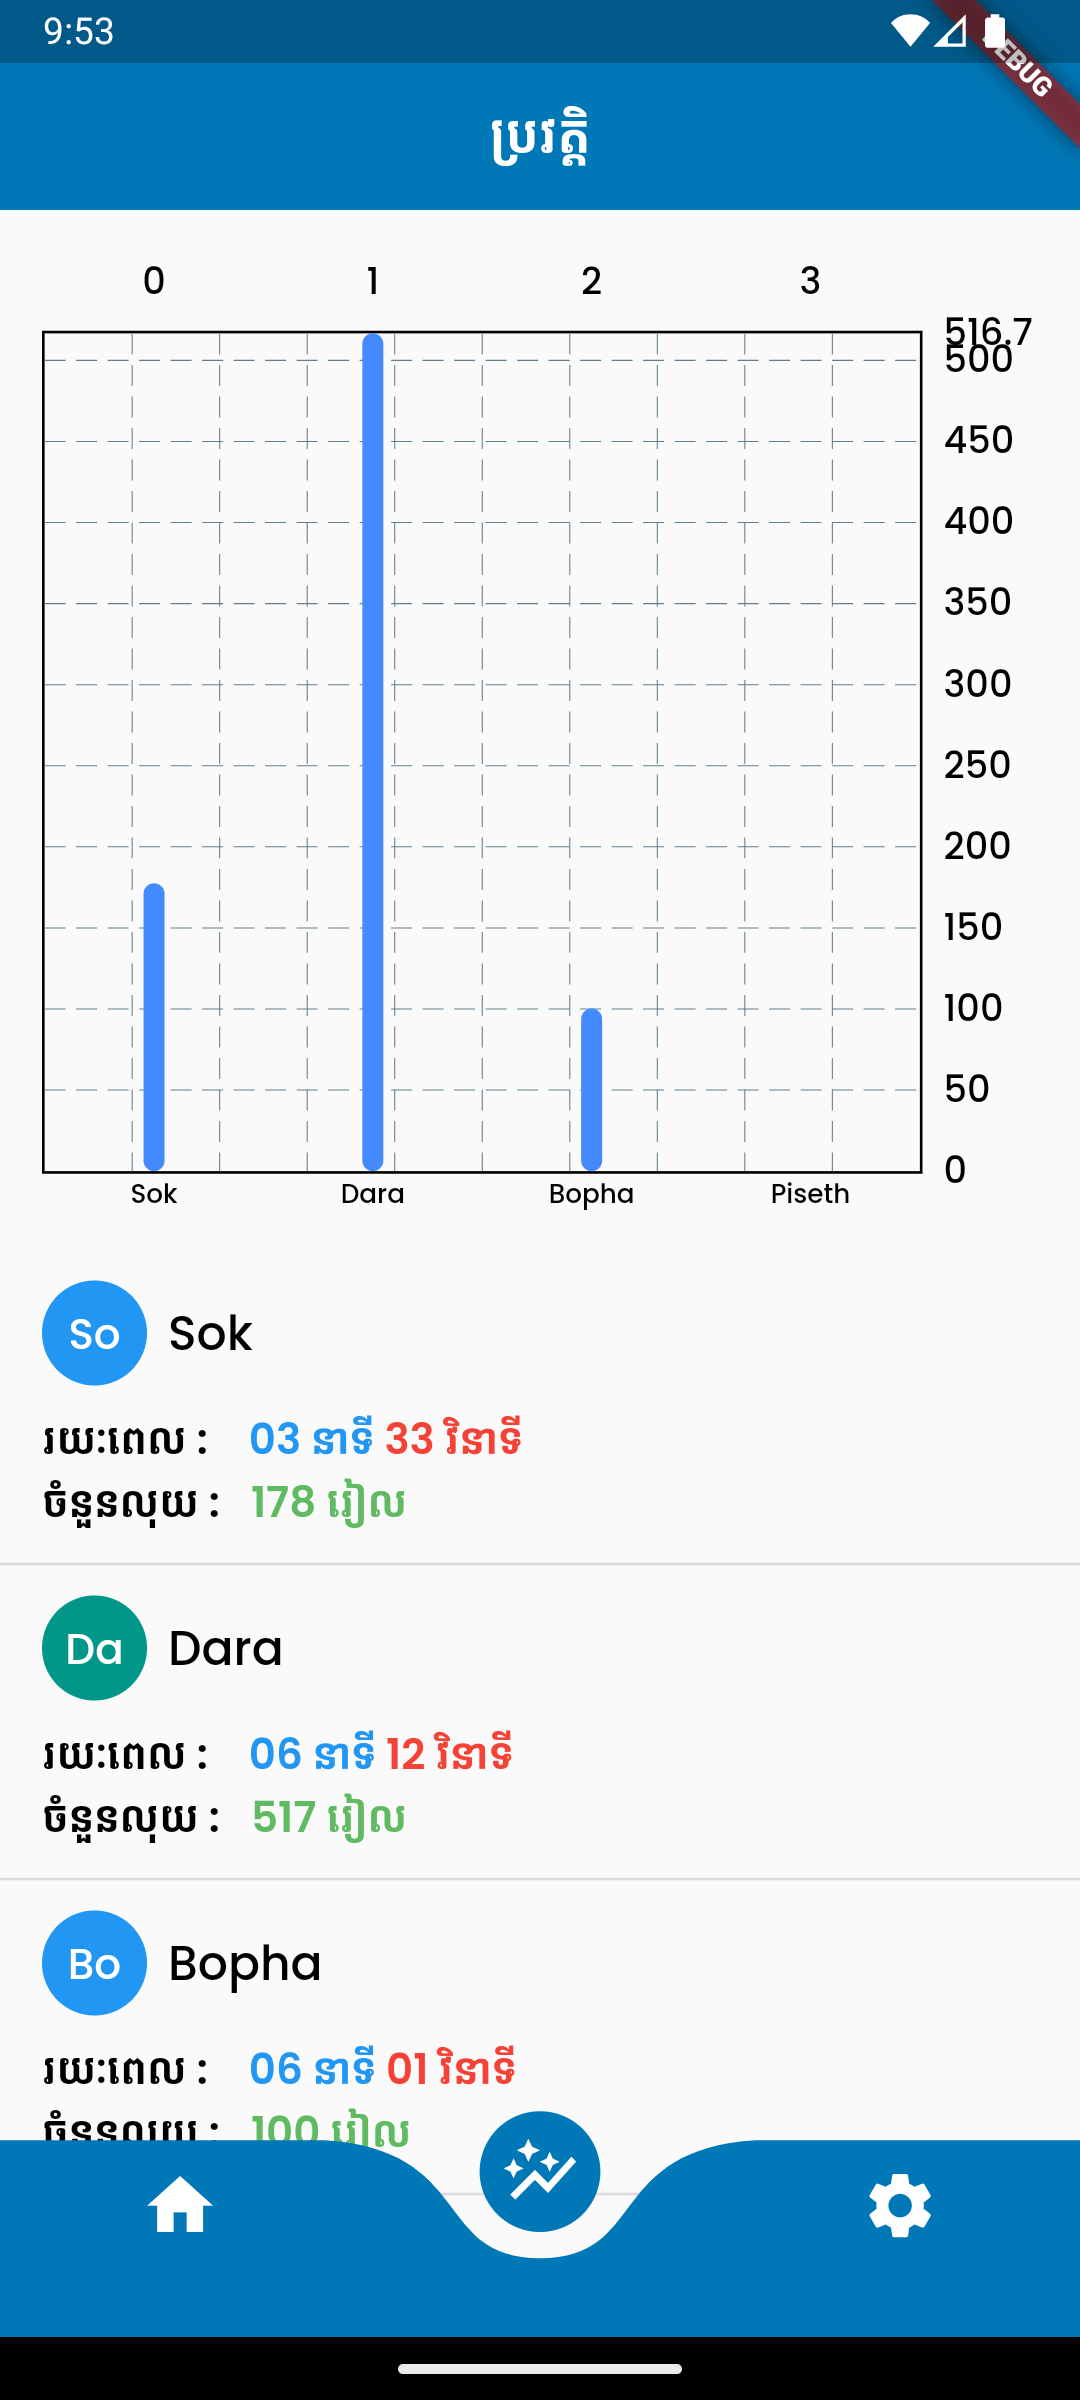 9:53
DEBUG
ប្រវត្តិ
0 1 2 3
516.7
500
450
400
350
300
250
200
150
100
50
0
Sok Dara Bopha Piseth
So Sok
រយៈពេល : 03 នាទី 33 វិនាទី
ចំនួនលុយ : 178 រៀល
Da Dara
រយៈពេល : 06 នាទី 12 វិនាទី
ចំនួនលុយ : 517 រៀល
Bo Bopha
រយៈពេល : 06 នាទី 01 វិនាទី
ចំនួនលុយ : 100 រៀល